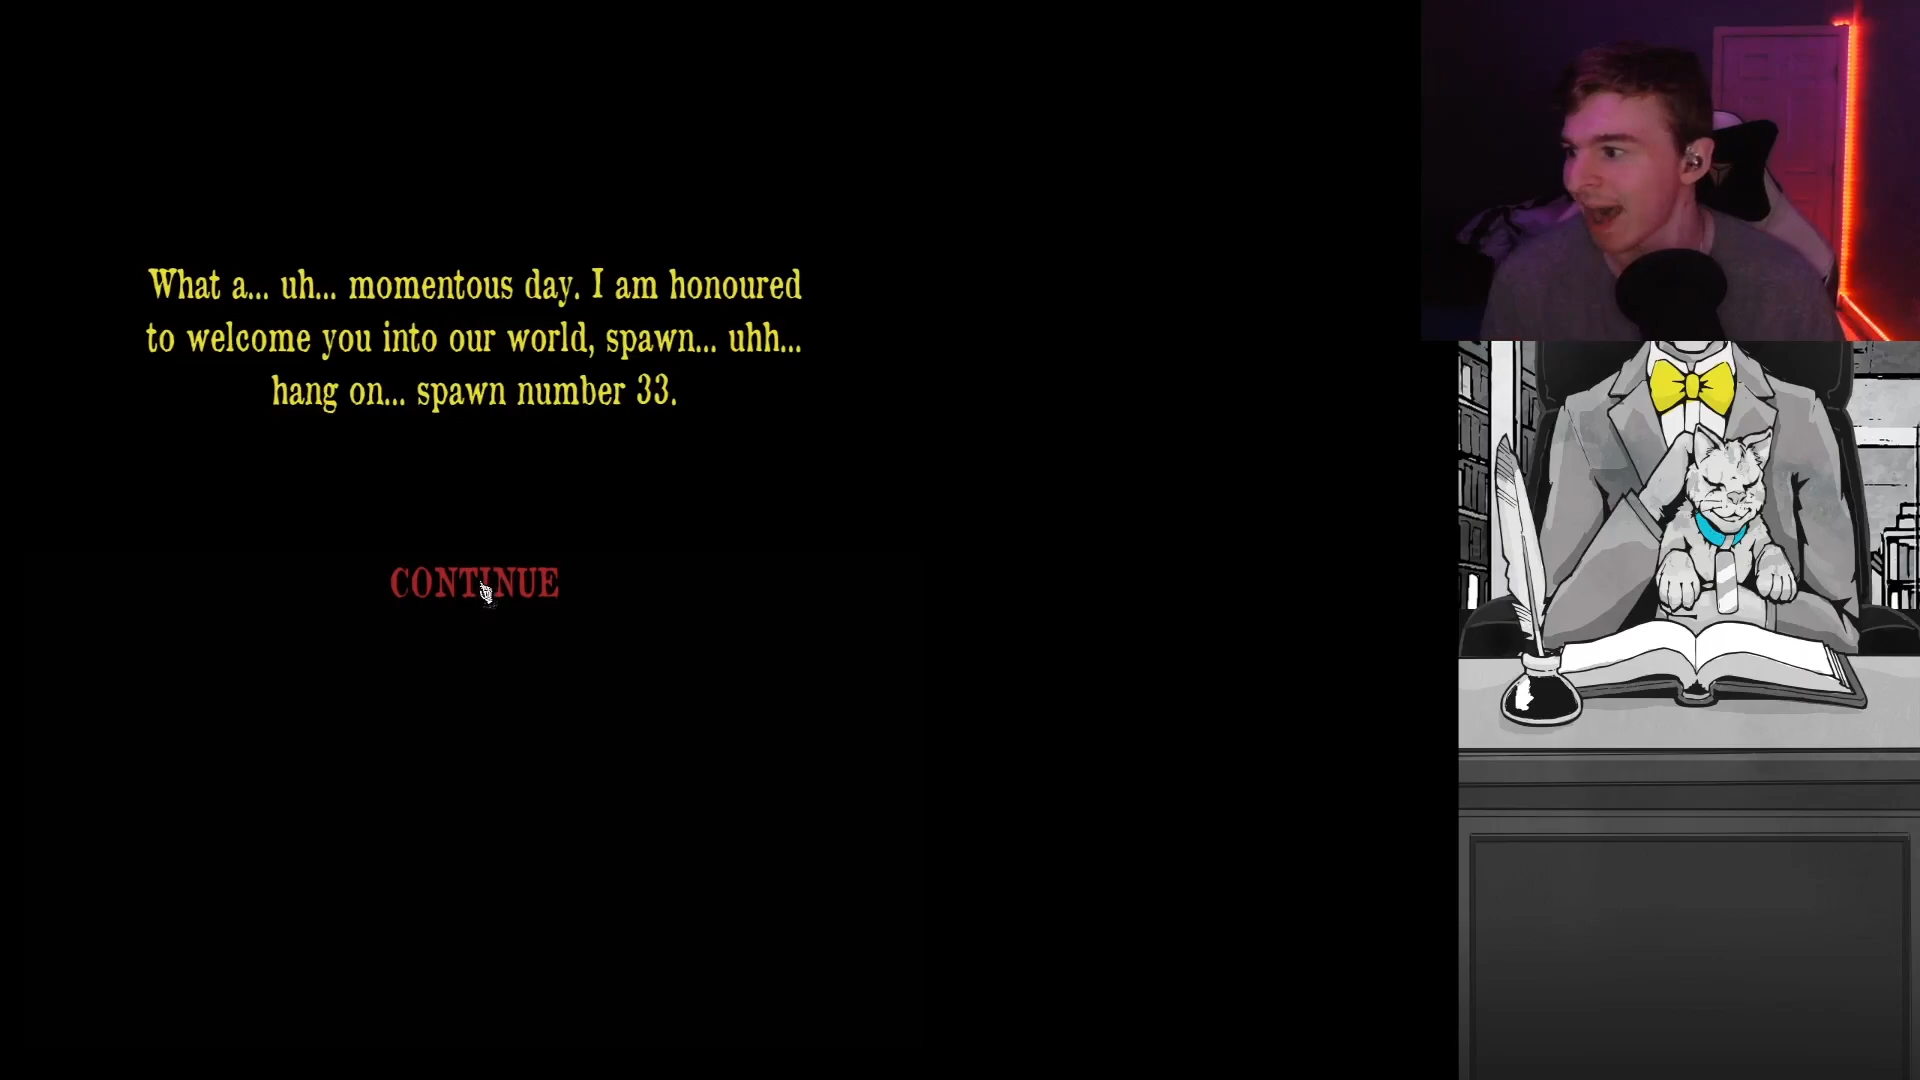 What a... uh... momentous day. I am honoured
to welcome you into our world, spawn... uhh...
hang on... spawn number 33.
CONTINUE